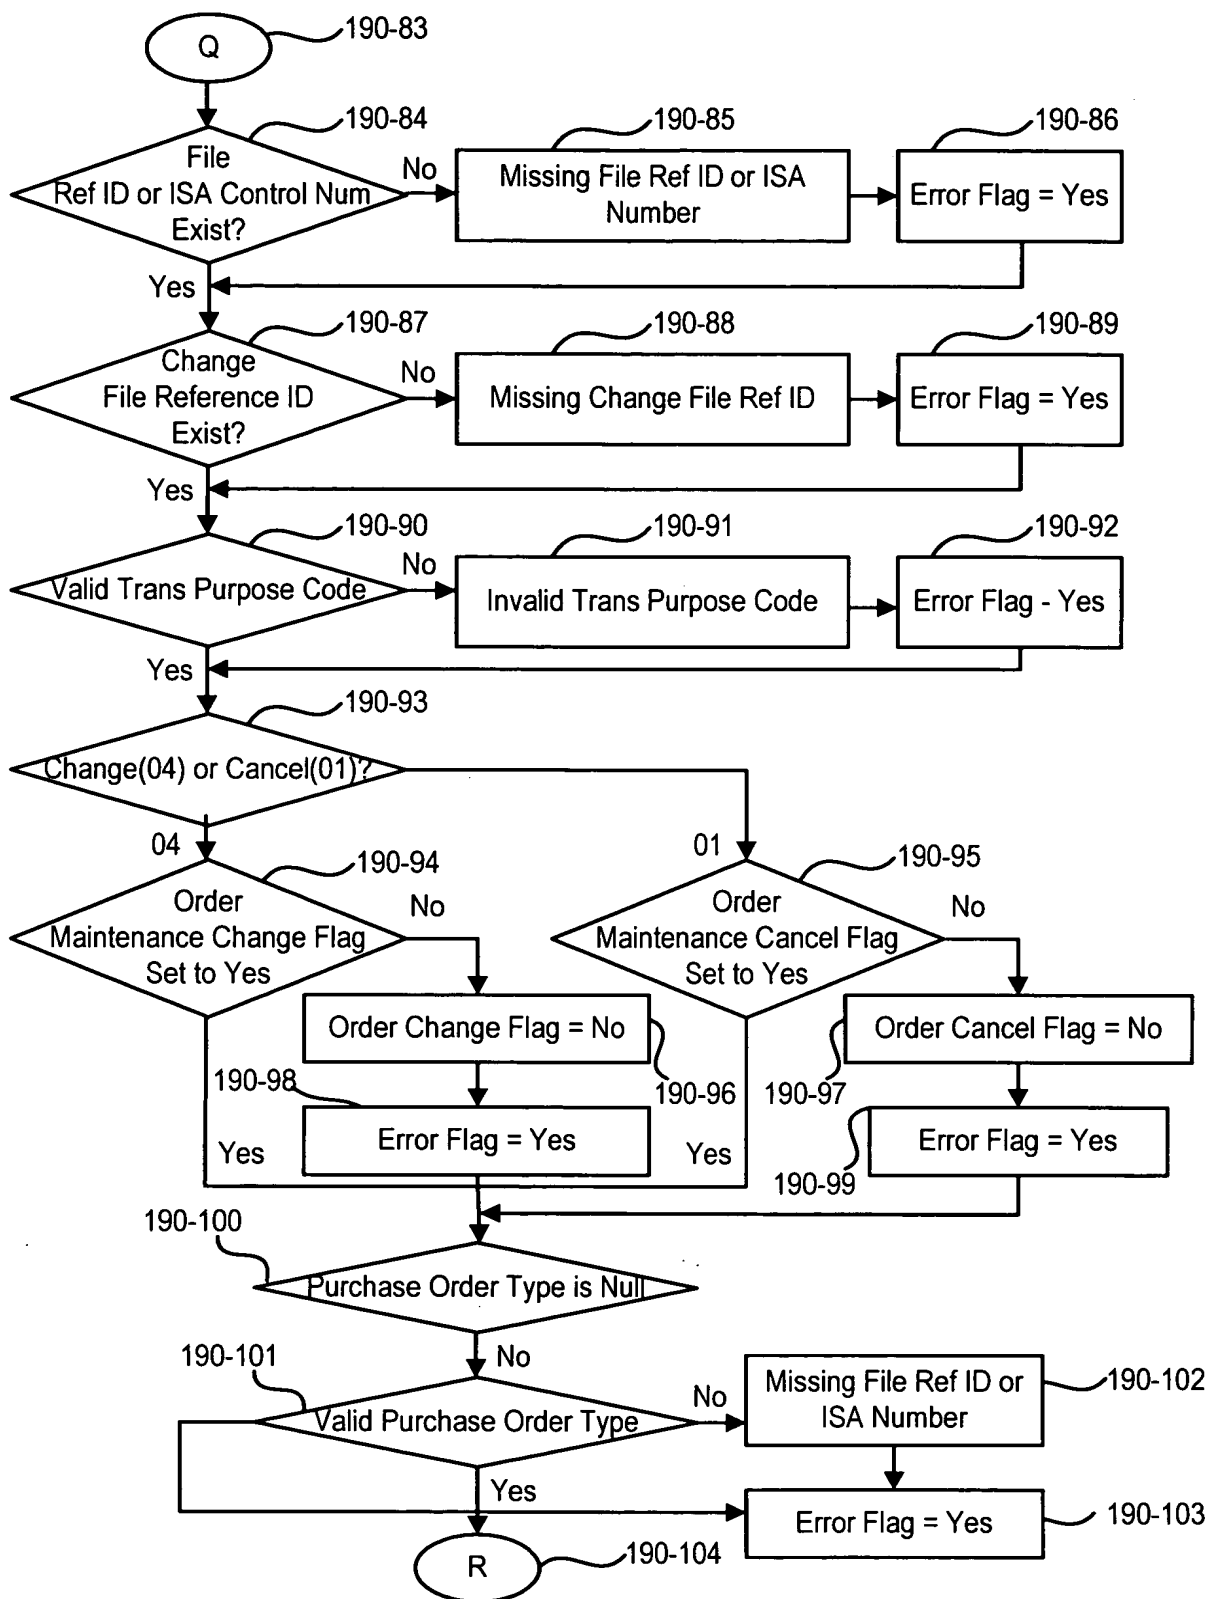 Q
190-83
190-84
File
Ref ID or ISA Control Num
Exist?
No
190-85
Missing File Ref ID or ISA
Number
190-86
Error Flag = Yes
Yes
190-87
Change
File Reference ID
Exist?
No
190-88
Missing Change File Ref ID
190-89
Error Flag = Yes
Yes
190-90
Valid Trans Purpose Code
No
190-91
Invalid Trans Purpose Code
190-92
Error Flag - Yes
Yes
190-93
Change(04) or Cancel(01)?
04
190-94
Order
Maintenance Change Flag
Set to Yes
No
01
190-95
Order
Maintenance Cancel Flag
Set to Yes
No
Order Change Flag = No
190-96
Order Cancel Flag = No
190-97
190-98
Error Flag = Yes
Yes
Yes
Error Flag = Yes
190-99
190-100
Purchase Order Type is Null
No
190-101
Valid Purchase Order Type
No
Missing File Ref ID or
ISA Number
190-102
Yes
Error Flag = Yes
190-103
R
190-104